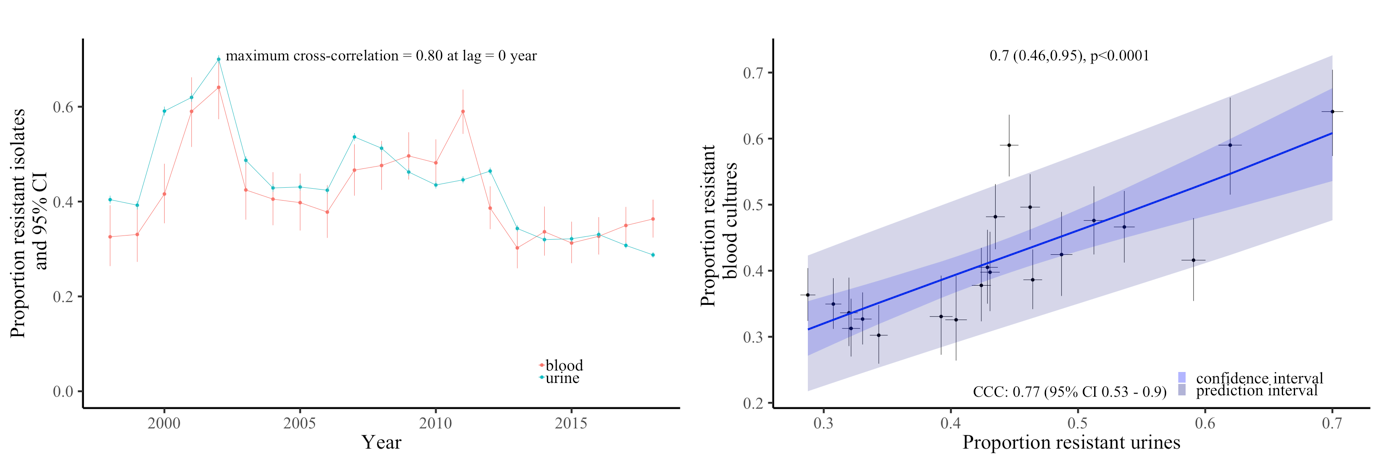 maximum cross-correlation = 0.80 at lag = 0 year
Proportion resistant isolates
and 95% CI
0.6
0.4
0.2
0.0
blood
urine
2000
2005
2010
2015
Year
0.7 (0.46,0.95), p<0.0001
Proportion resistant
blood cultures
0.7
0.6
0.5
0.4
0.3
0.2
CCC: 0.77 (95% CI 0.53 - 0.9)
confidence interval
prediction interval
0.3
0.4
0.5
0.6
0.7
Proportion resistant urines